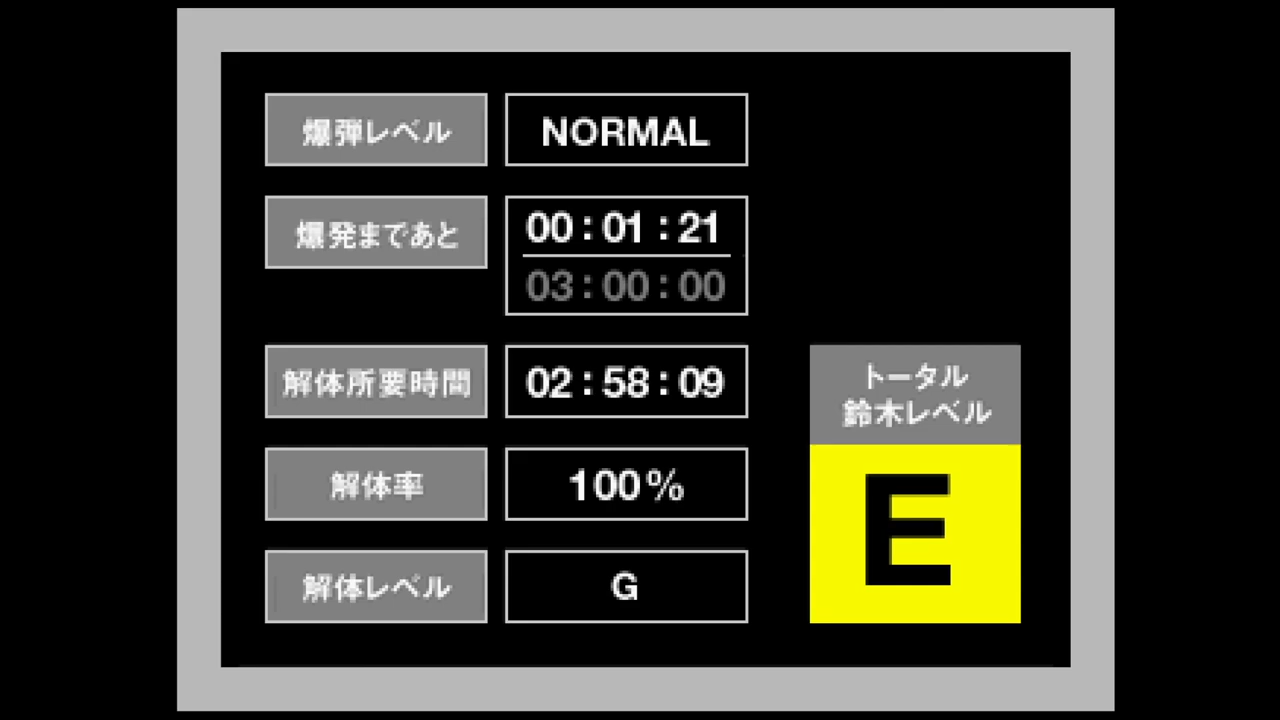 爆弾レベル
NORMAL
爆発まであと
00:01:21
03:00:00
解体所要時間
02:58:09
解体率
100%
解体レベル
G
トータル
鈴木レベル
E